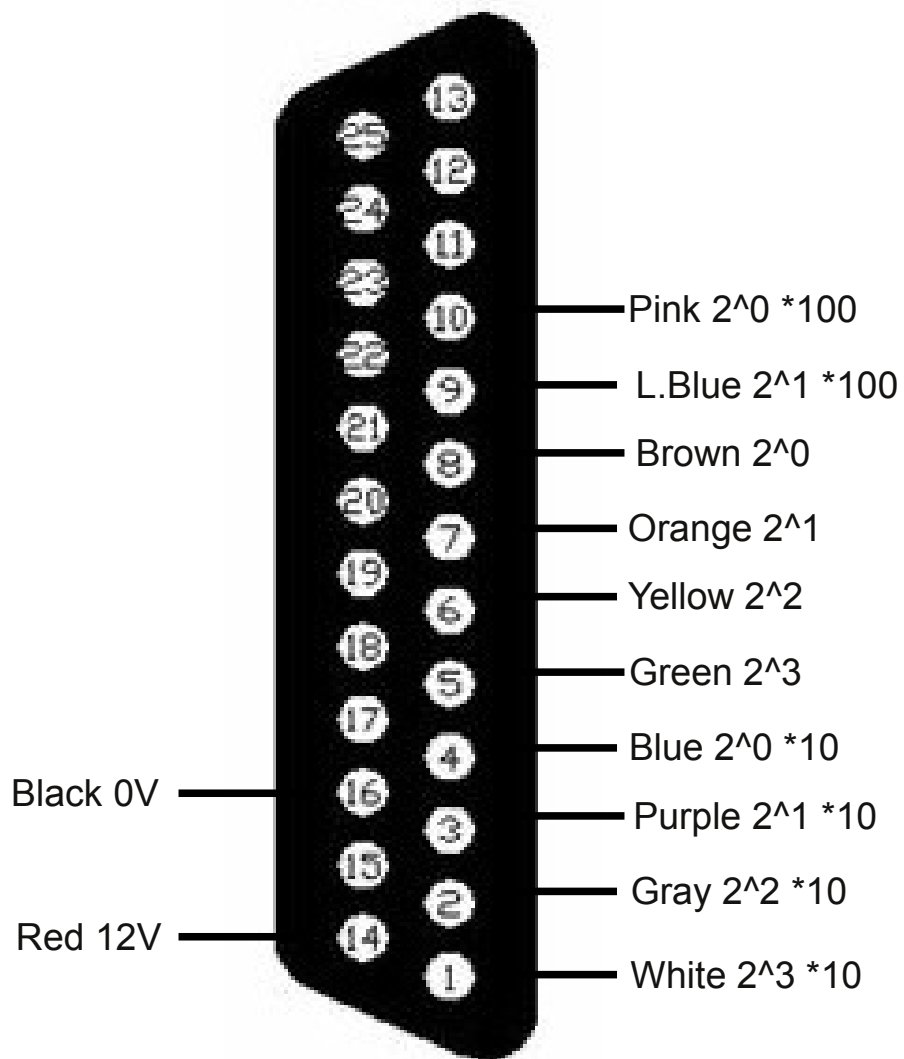 13
25
12
24
11
23
10
Pink 2^0 *100
22
9
L.Blue 2^1 *100
21
8
Brown 2^0
20
7
Orange 2^1
19
6
Yellow 2^2
18
5
Green 2^3
17
4
Blue 2^0 *10
Black 0V
16
3
Purple 2^1 *10
15
2
Gray 2^2 *10
Red 12V
14
1
White 2^3 *10